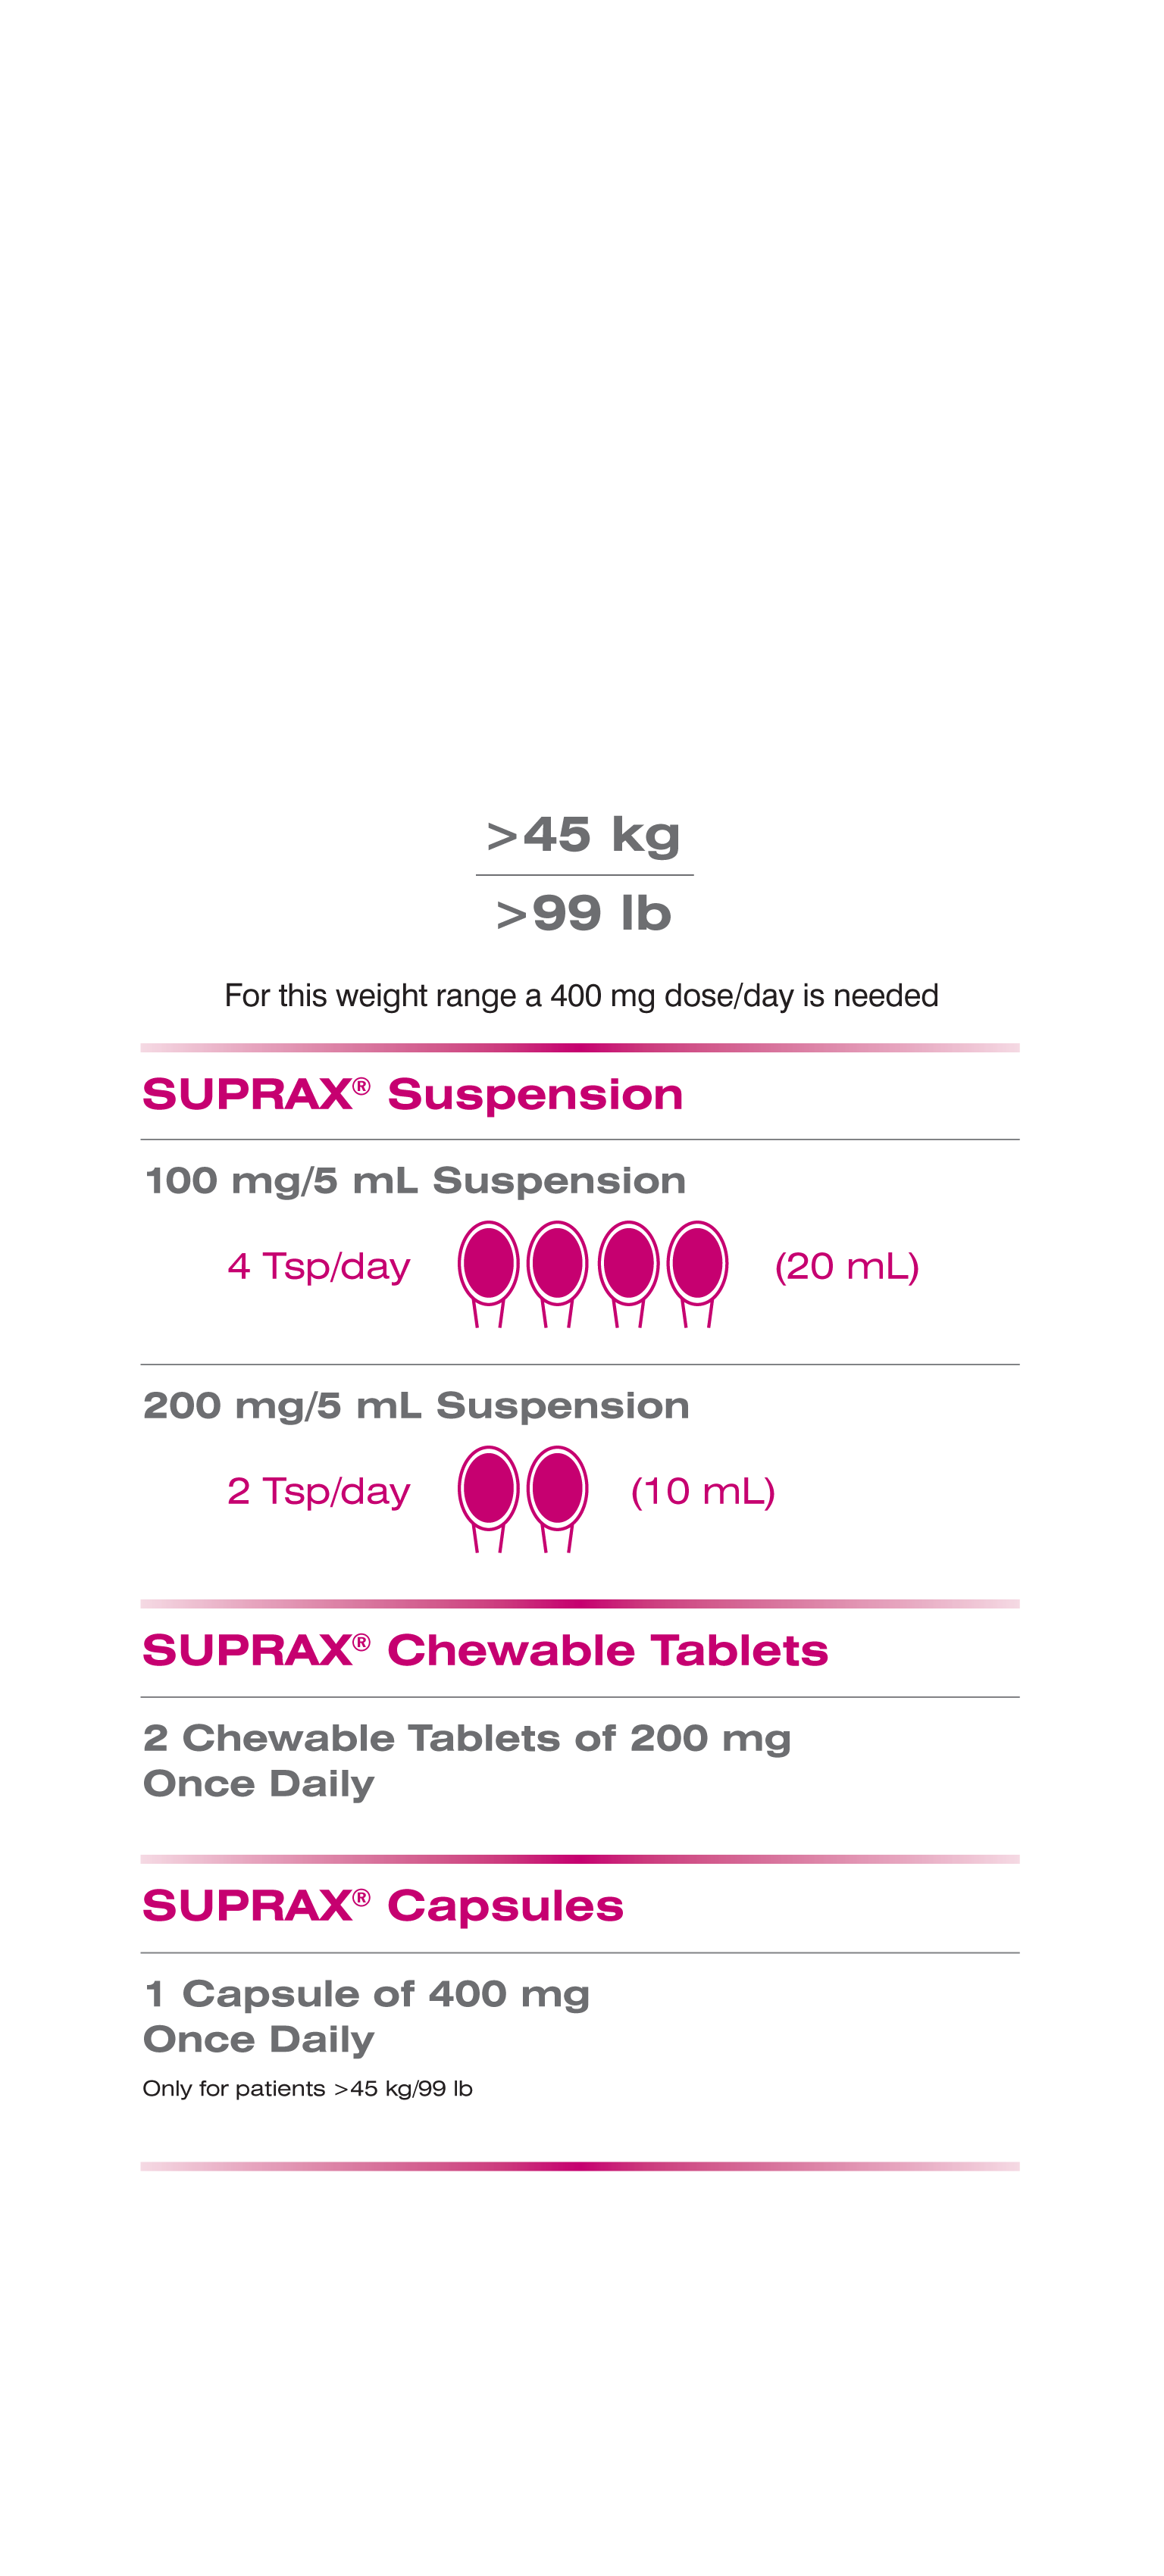 >45 kg
>99 lb
For this weight range a 400 mg dose/day is needed
SUPRAX® Suspension
100 mg/5 mL Suspension
4 Tsp/day (20 mL)
200 mg/5 mL Suspension
2 Tsp/day (10 mL)
SUPRAX® Chewable Tablets
2 Chewable Tablets of 200 mg
Once Daily
SUPRAX® Capsules
1 Capsule of 400 mg
Once Daily
Only for patients >45 kg/99 lb